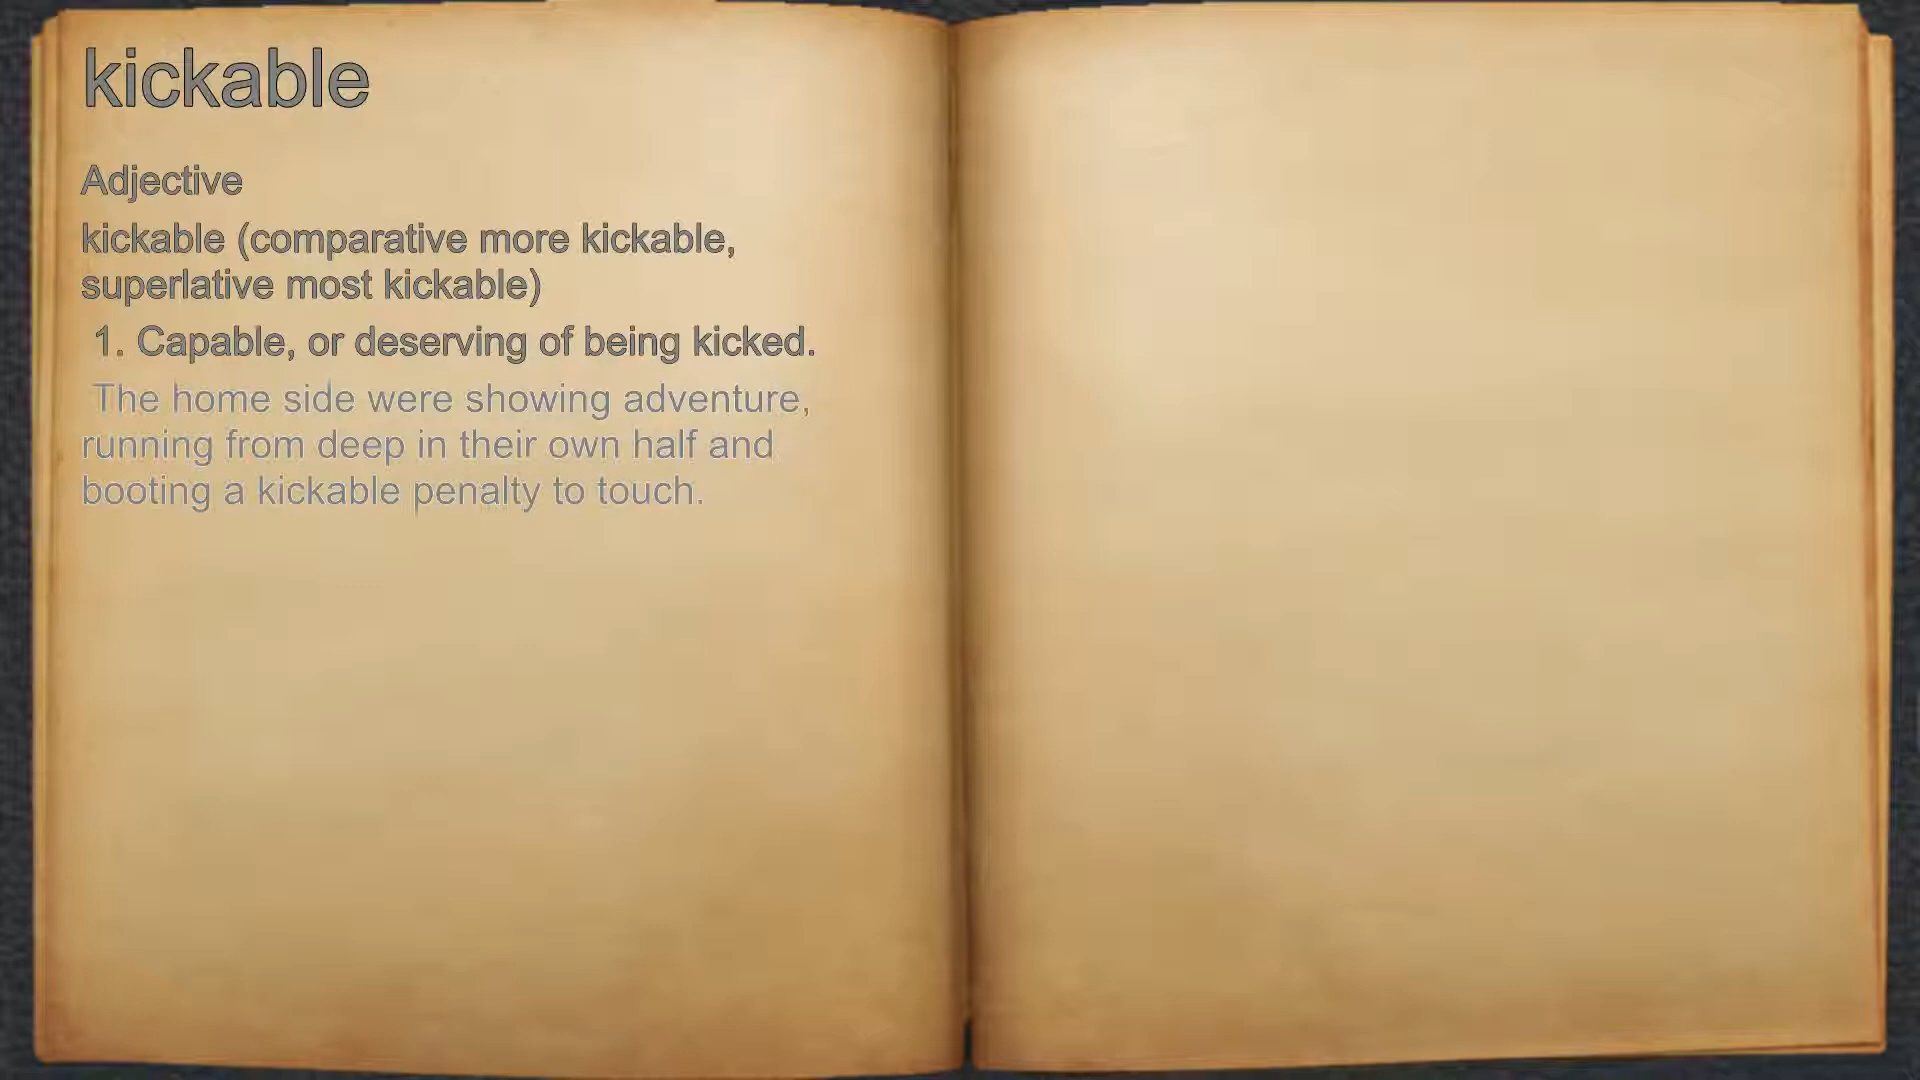 kickable
Adjective
kickable (comparative more kickable,
superlative most kickable)
1. Capable, or deserving of being kicked.
The home side were showing adventure,
running from deep in their own half and
booting a kickable penalty to touch.